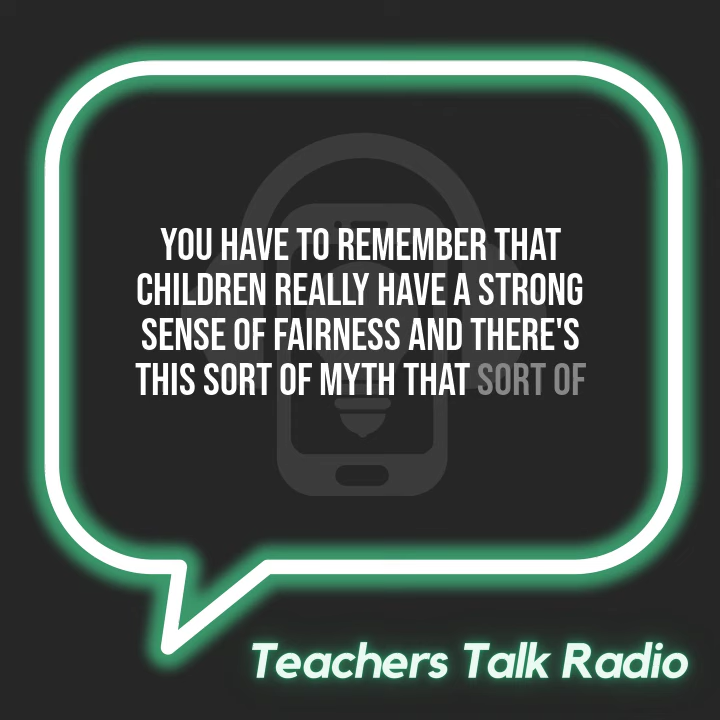 YOU HAVE TO REMEMBER THAT
CHILDREN REALLY HAVE A STRONG
SENSE OF FAIRNESS AND THERE'S
THIS SORT OF MYTH THAT SORT OF
Teachers Talk Radio